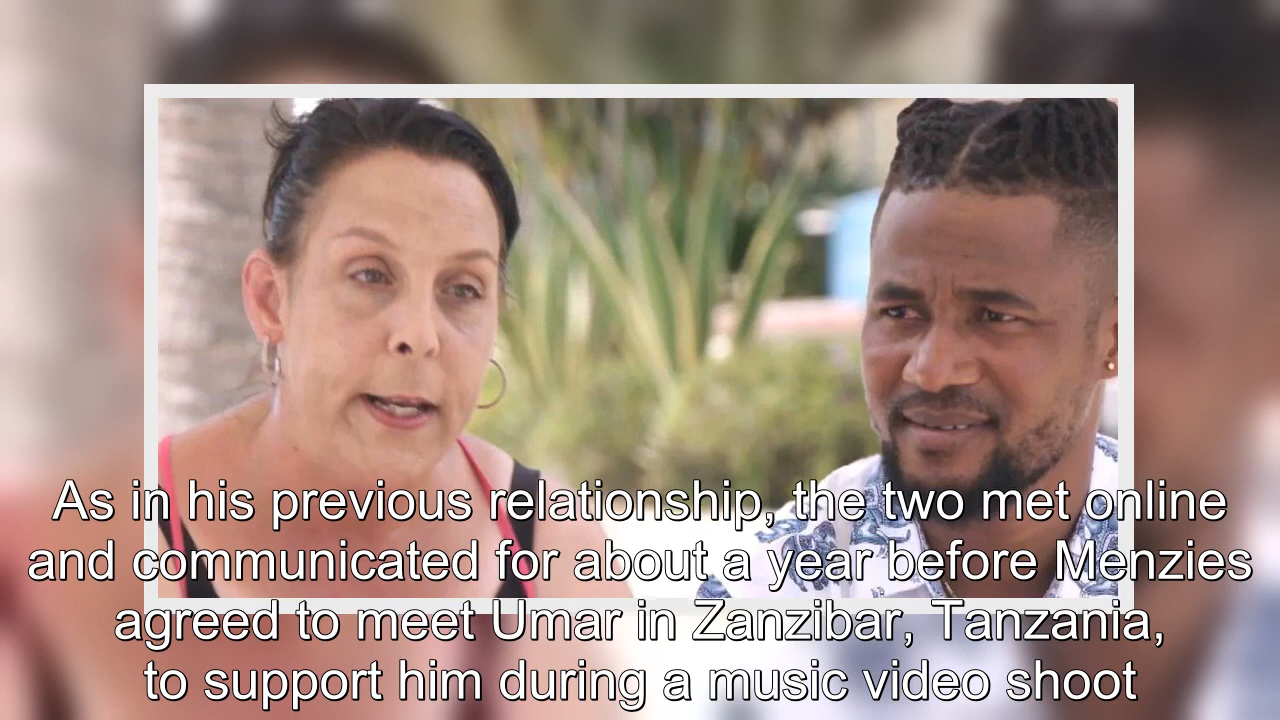 As in his previous relationship, the two met online
and communicated for about a year before Menzies
agreed to meet Umar in Zanzibar, Tanzania,
to support him during a music video shoot